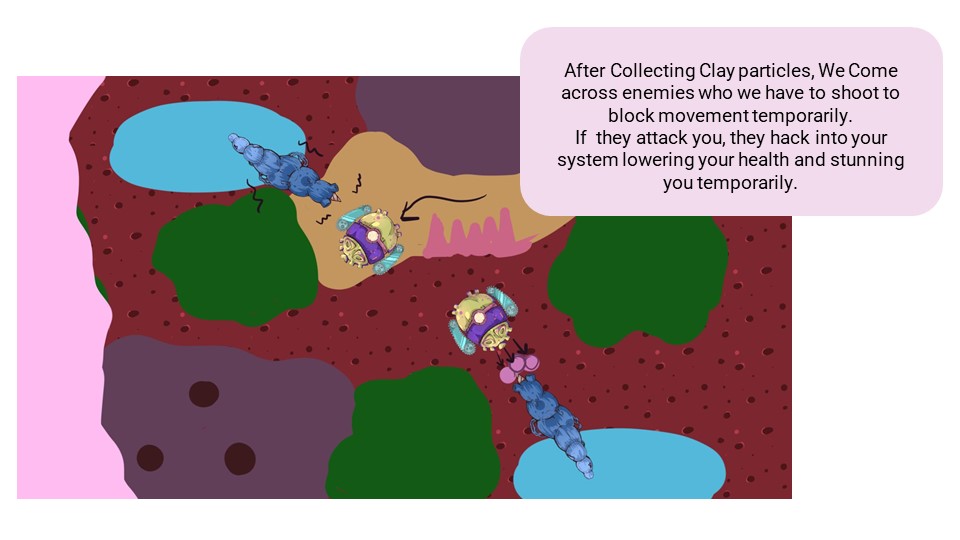 After Collecting Clay particles, We Come
across enemies who we have to shoot to
block movement temporarily.
If they attack you, they hack into your
system lowering your health and stunning
you temporarily.